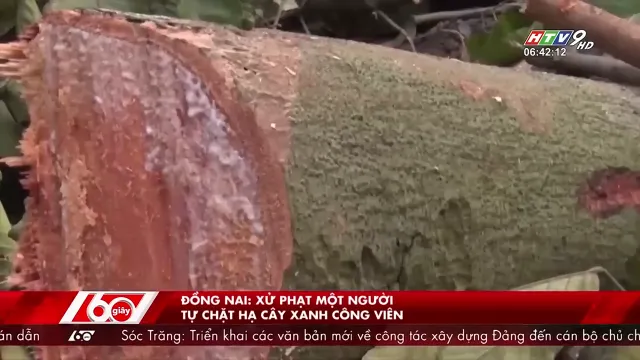 HTV9 HD
06:42:12
60 giây
ĐỒNG NAI: XỬ PHẠT MỘT NGƯỜI
TỰ CHẶT HẠ CÂY XANH CÔNG VIÊN
án dẫn
60
Sóc Trăng: Triển khai các văn bản mới về công tác xây dựng Đảng đến cán bộ chủ ch